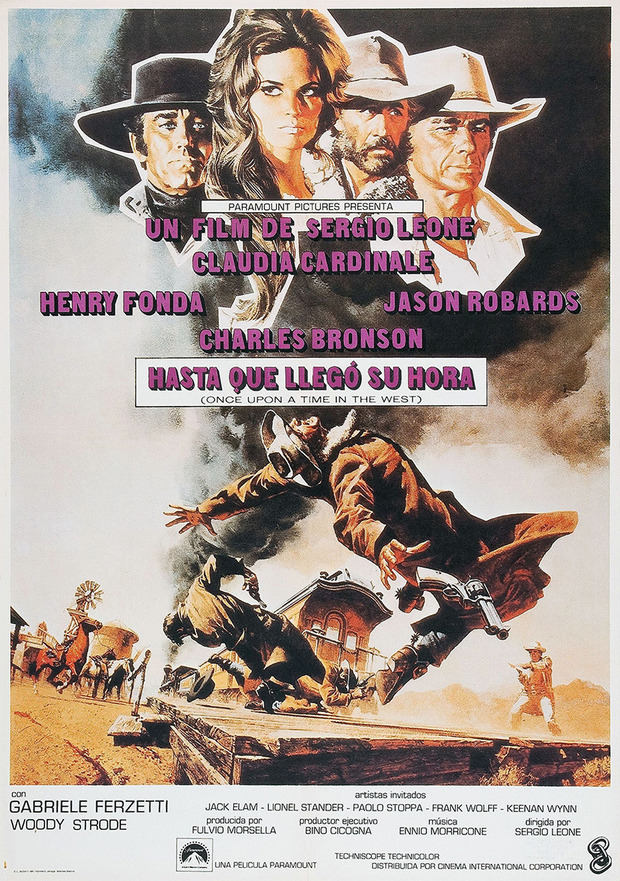 PARAMOUNT PICTURES PRESENTA
UN FILM DE SERGIO LEONE
CLAUDIA CARDINALE
HENRY FONDA JASON ROBARDS
CHARLES BRONSON
HASTA QUE LLEGÓ SU HORA
(ONCE UPON A TIME IN THE WEST)
con
GABRIELE FERZETTI
WOODY STRODE
artistas invitados
JACK ELAM - LIONEL STANDER - PAOLO STOPPA - FRANK WOLFF - KEENAN WYNN
producida por productor ejecutivo música dirigida por
FULVIO MORSELLA BINO CICOGNA ENNIO MORRICONE SERGIO LEONE
Paramount
UNA PELICULA PARAMOUNT
TECHNISCOPE TECHNICOLOR
DISTRIBUIDA POR CINEMA INTERNATIONAL CORPORATION